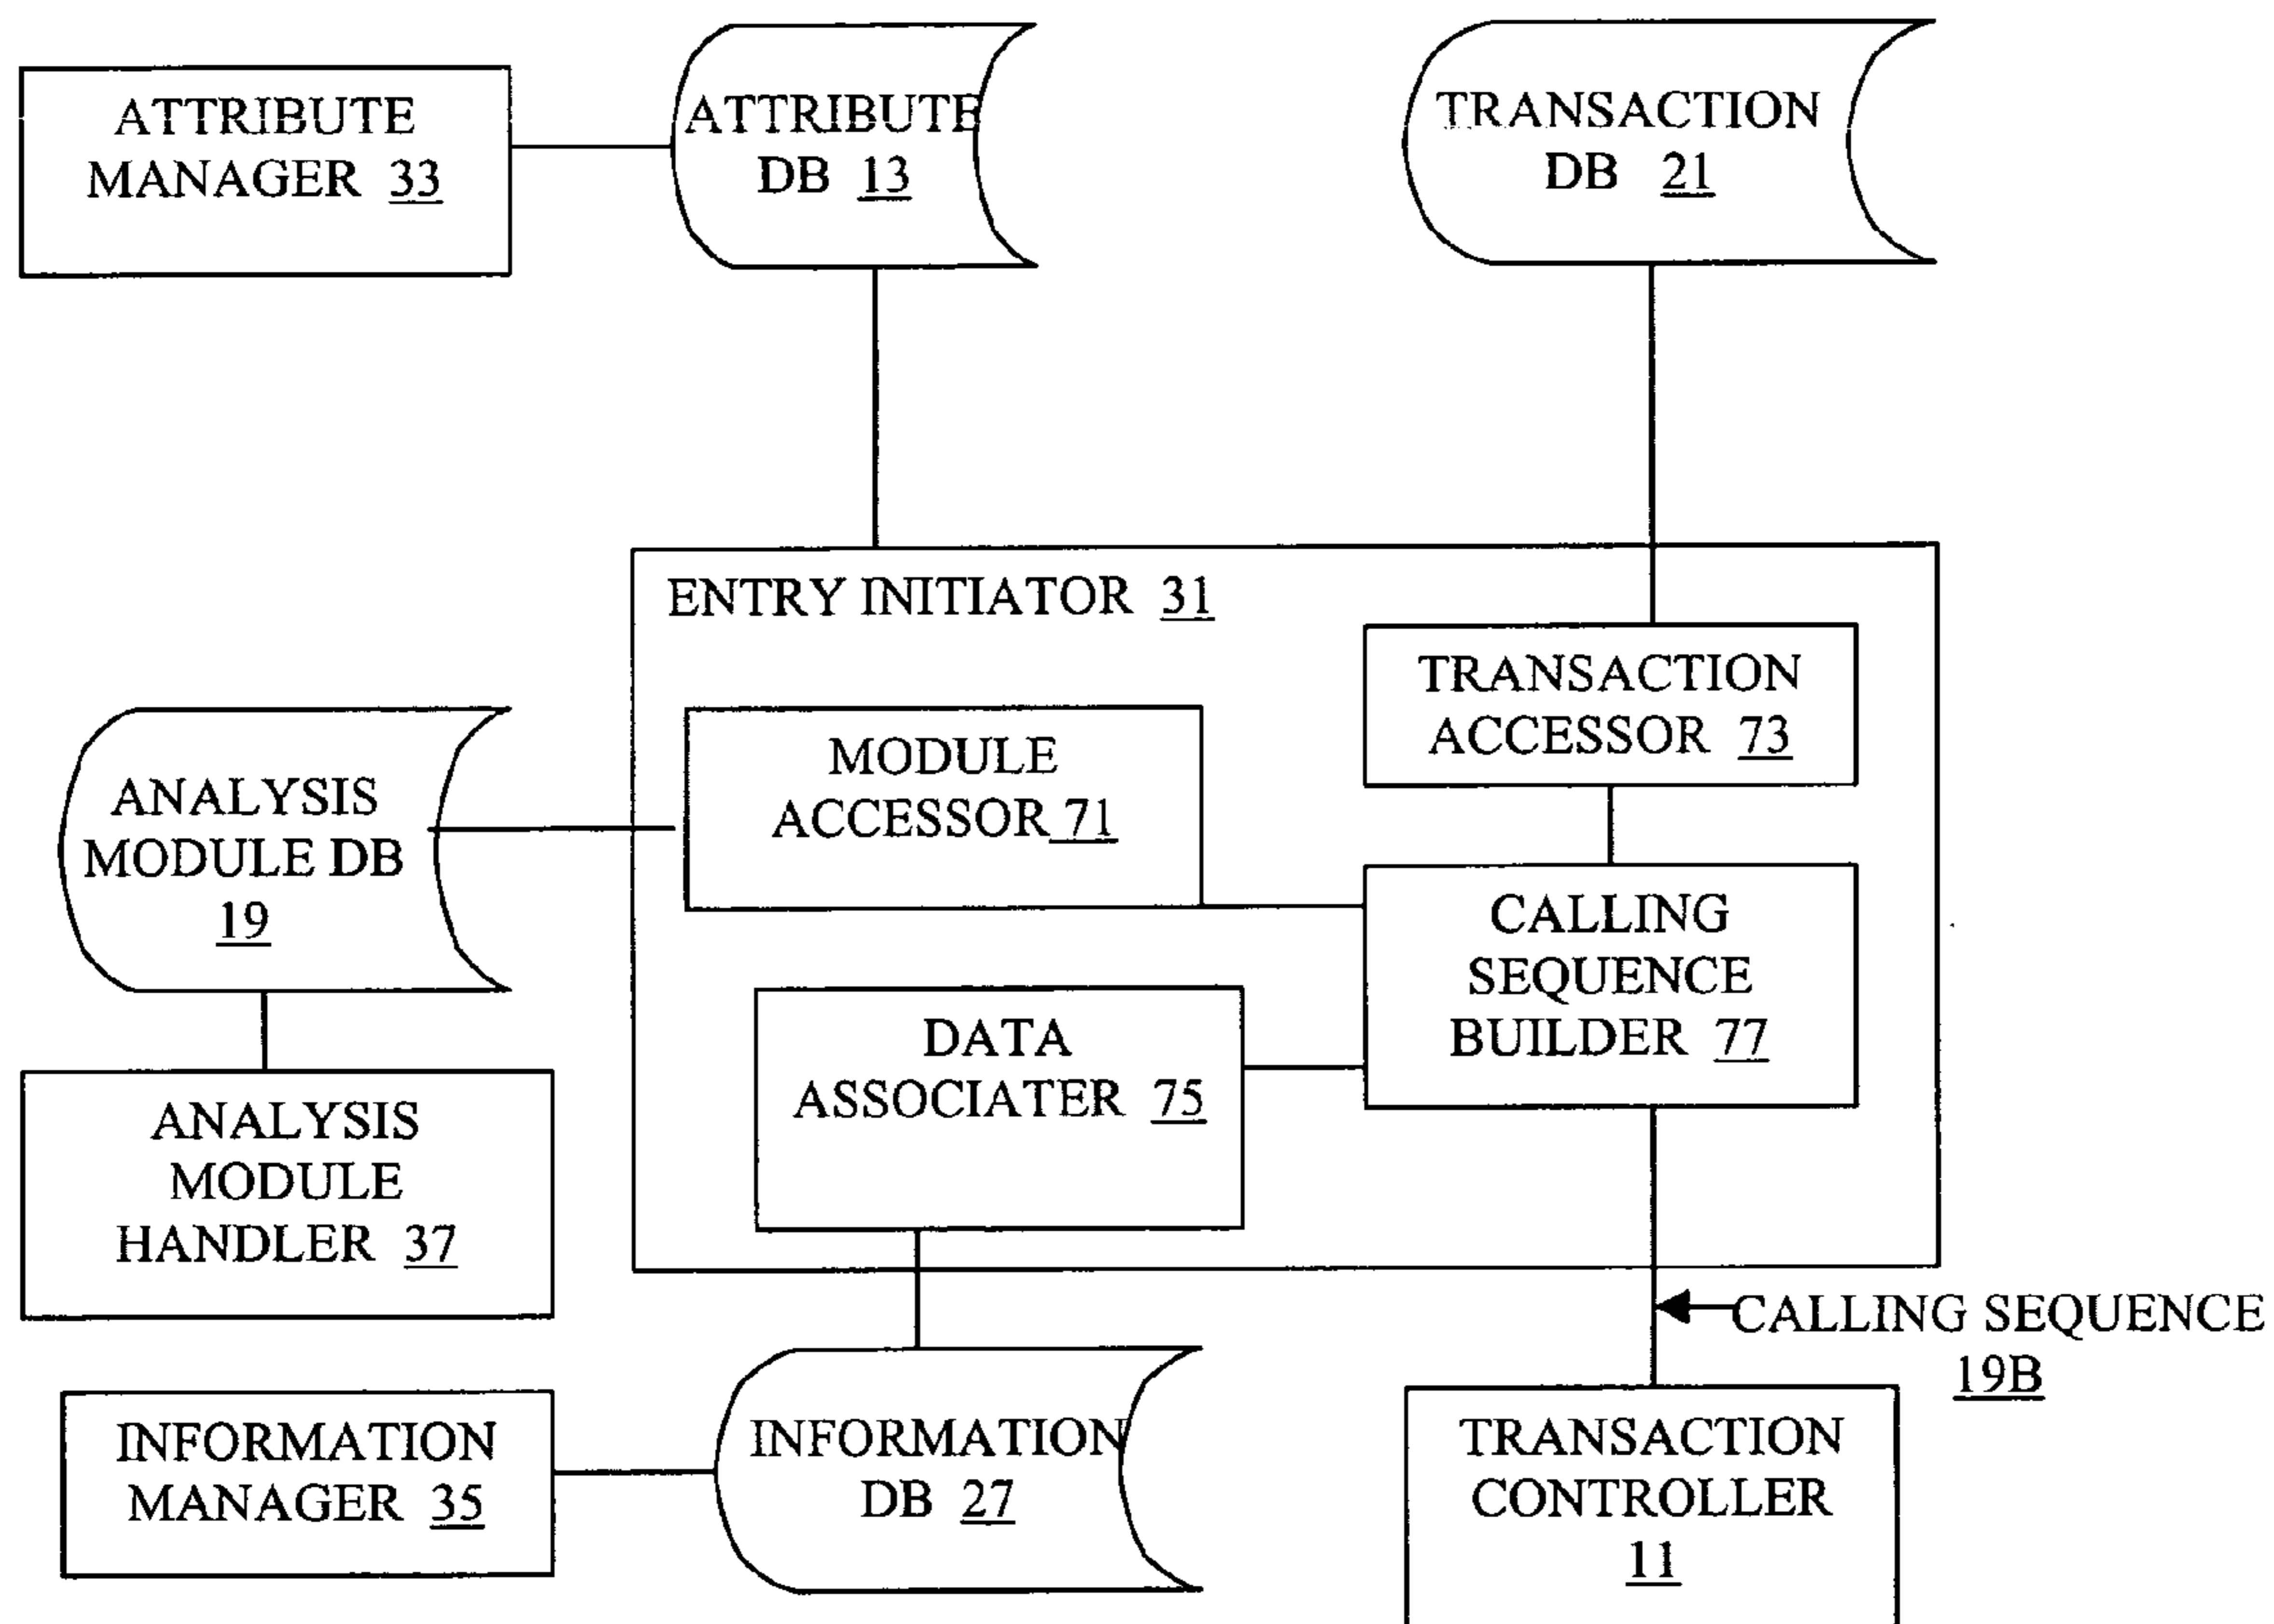 ATTRIBUTE
MANAGER 33
ATTRIBUTE
DB 13
TRANSACTION
DB 21
ENTRY INITIATOR 31
TRANSACTION
ACCESSOR 73
MODULE
ACCESSOR 71
ANALYSIS
MODULE DB
19
CALLING
SEQUENCE
BUILDER 77
DATA
ASSOCIATER 75
ANALYSIS
MODULE
HANDLER 37
CALLING SEQUENCE
19B
INFORMATION
MANAGER 35
INFORMATION
DB 27
TRANSACTION
CONTROLLER
11